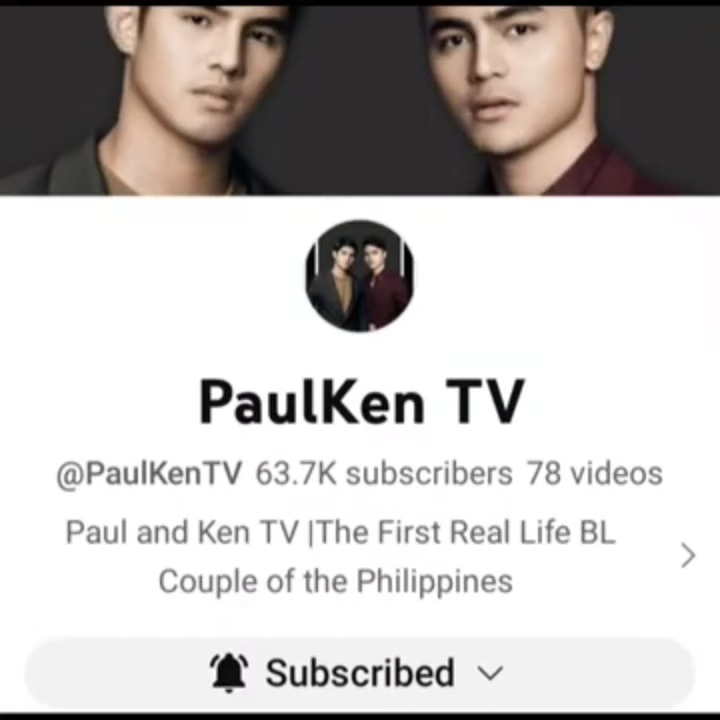 PaulKen TV
@PaulKenTV 63.7K subscribers 78 videos
Paul and Ken TV |The First Real Life BL
Couple of the Philippines
Subscribed